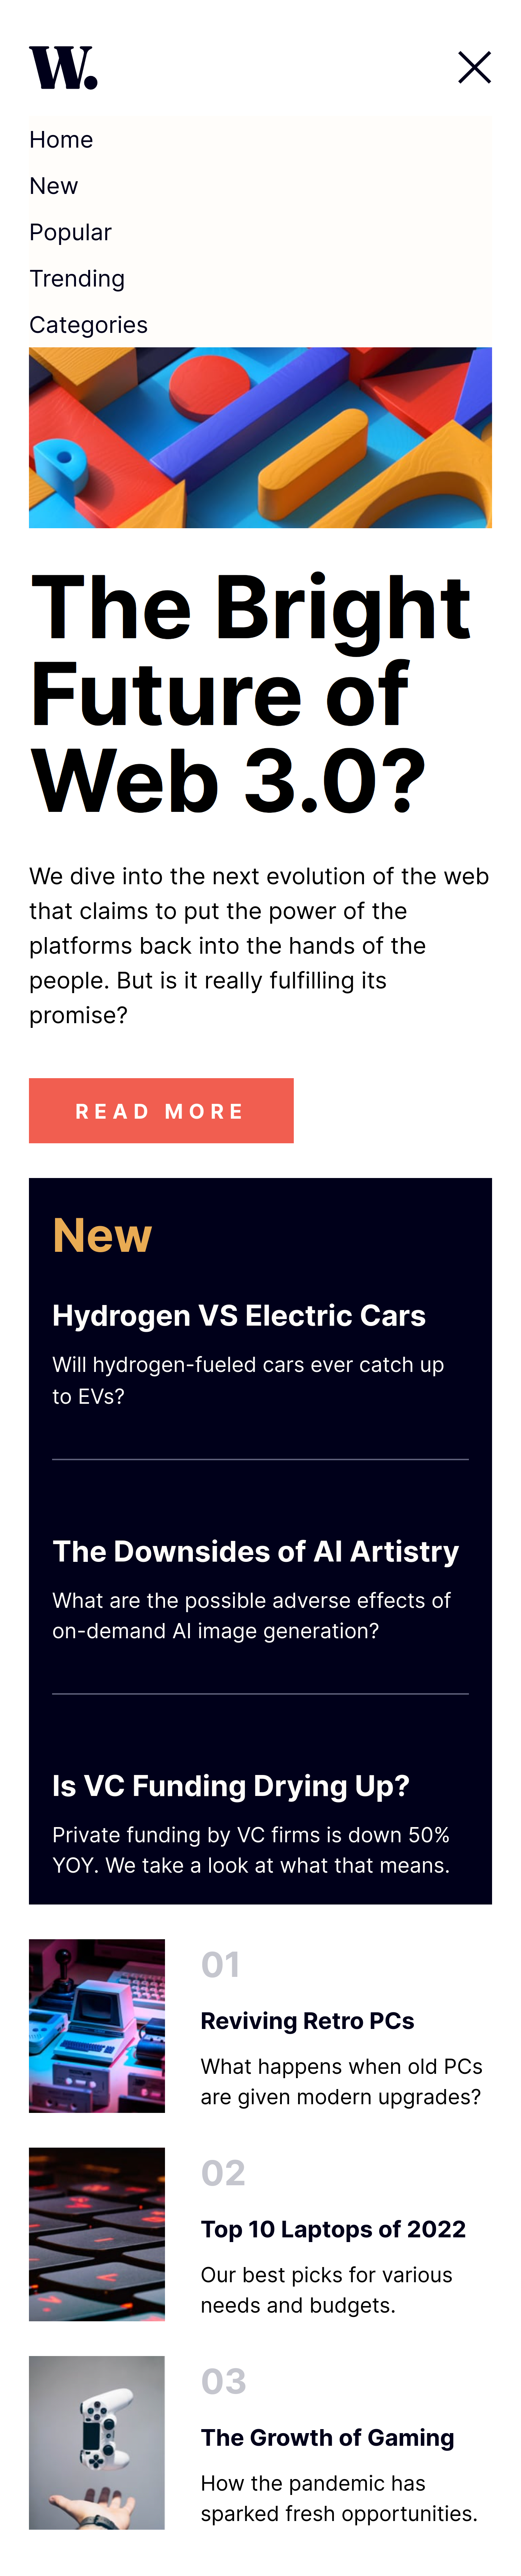 W.
Home
New
Popular
Trending
Categories
The Bright
Future of
Web 3.0?
We dive into the next evolution of the web
that claims to put the power of the
platforms back into the hands of the
people. But is it really fulfilling its
promise?
READ MORE
New
Hydrogen VS Electric Cars
Will hydrogen-fueled cars ever catch up
to EVs?
The Downsides of AI Artistry
What are the possible adverse effects of
on-demand AI image generation?
Is VC Funding Drying Up?
Private funding by VC firms is down 50%
YOY. We take a look at what that means.
01
Reviving Retro PCs
What happens when old PCs
are given modern upgrades?
02
Top 10 Laptops of 2022
Our best picks for various
needs and budgets.
03
The Growth of Gaming
How the pandemic has
sparked fresh opportunities.